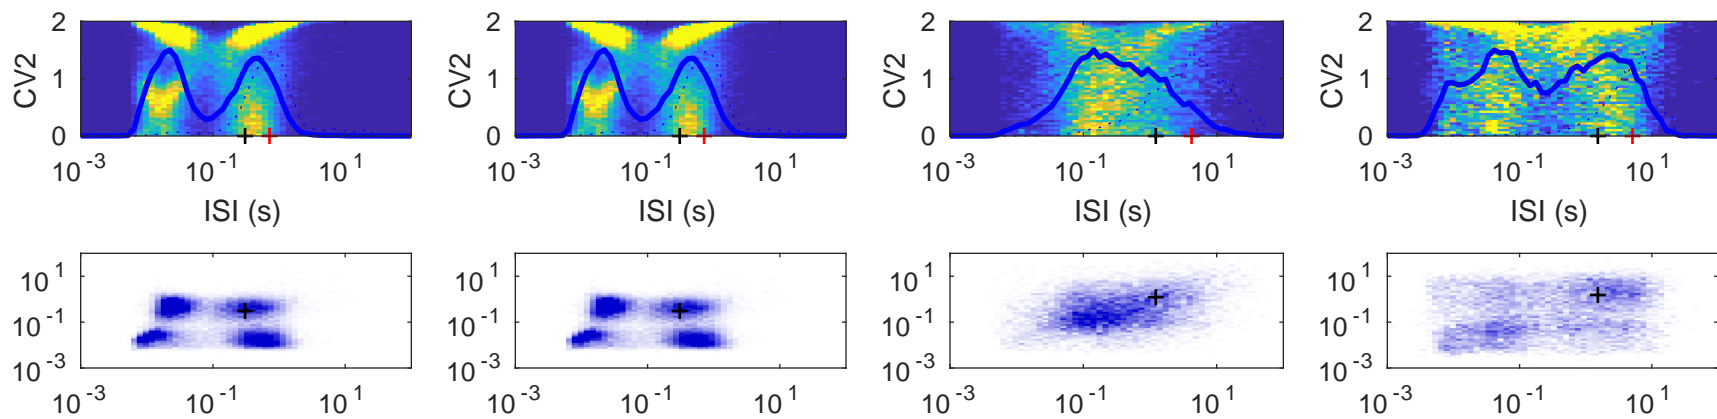 2 2 2 2
CV2 CV2 CV2 CV2
1 1 1 1
0 0 0 0
10^-3 10^-1 10^1 10^-3 10^-1 10^1 10^-3 10^-1 10^1 10^-3 10^-1 10^1
ISI (s) ISI (s) ISI (s) ISI (s)
10^1 10^1 10^1 10^1
10^-1 10^-1 10^-1 10^-1
10^-3 10^-3 10^-3 10^-3
10^-3 10^-1 10^1 10^-3 10^-1 10^1 10^-3 10^-1 10^1 10^-3 10^-1 10^1